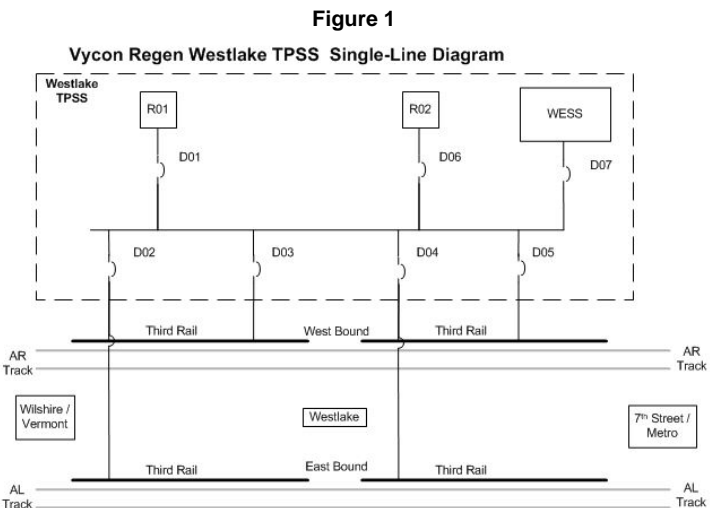 Figure 1
Vycon Regen Westlake TPSS Single-Line Diagram
Westlake
TPSS
R01
R02
WESS
D01
D06
D07
D02
D03
D04
D05
Third Rail
West Bound
Third Rail
AR
Track
AR
Track
Wilshire /
Vermont
Westlake
7th Street /
Metro
Third Rail
East Bound
Third Rail
AL
Track
AL
Track